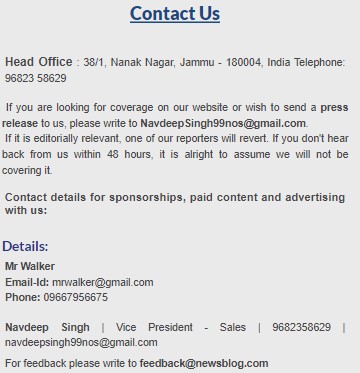 Contact Us
Head Office : 38/1, Nanak Nagar, Jammu - 180004, India Telephone:
96823 58629
If you are looking for coverage on our website or wish to send a press
release to us, please write to NavdeepSingh99nos@gmail.com.
If it is editorially relevant, one of our reporters will revert. If you don't hear
back from us within 48 hours, it is alright to assume we will not be
covering it.
Contact details for sponsorships, paid content and advertising
with us:
Details:
Mr Walker
Email-Id: mrwalker@gmail.com
Phone: 09667956675
Navdeep Singh | Vice President - Sales | 9682358629 |
navdeepsingh99nos@gmail.com
For feedback please write to feedback@newsblog.com